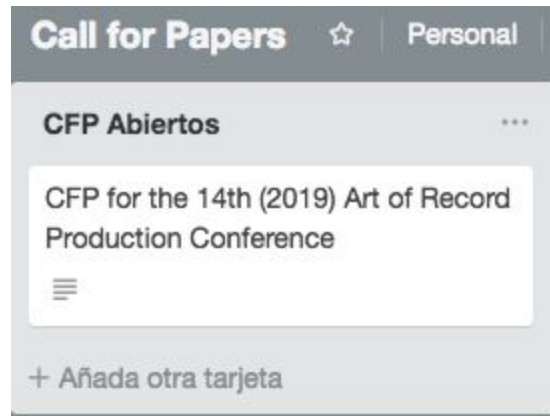 Call for Papers ☆ Personal
CFP Abiertos ...
CFP for the 14th (2019) Art of Record
Production Conference
+ Añada otra tarjeta